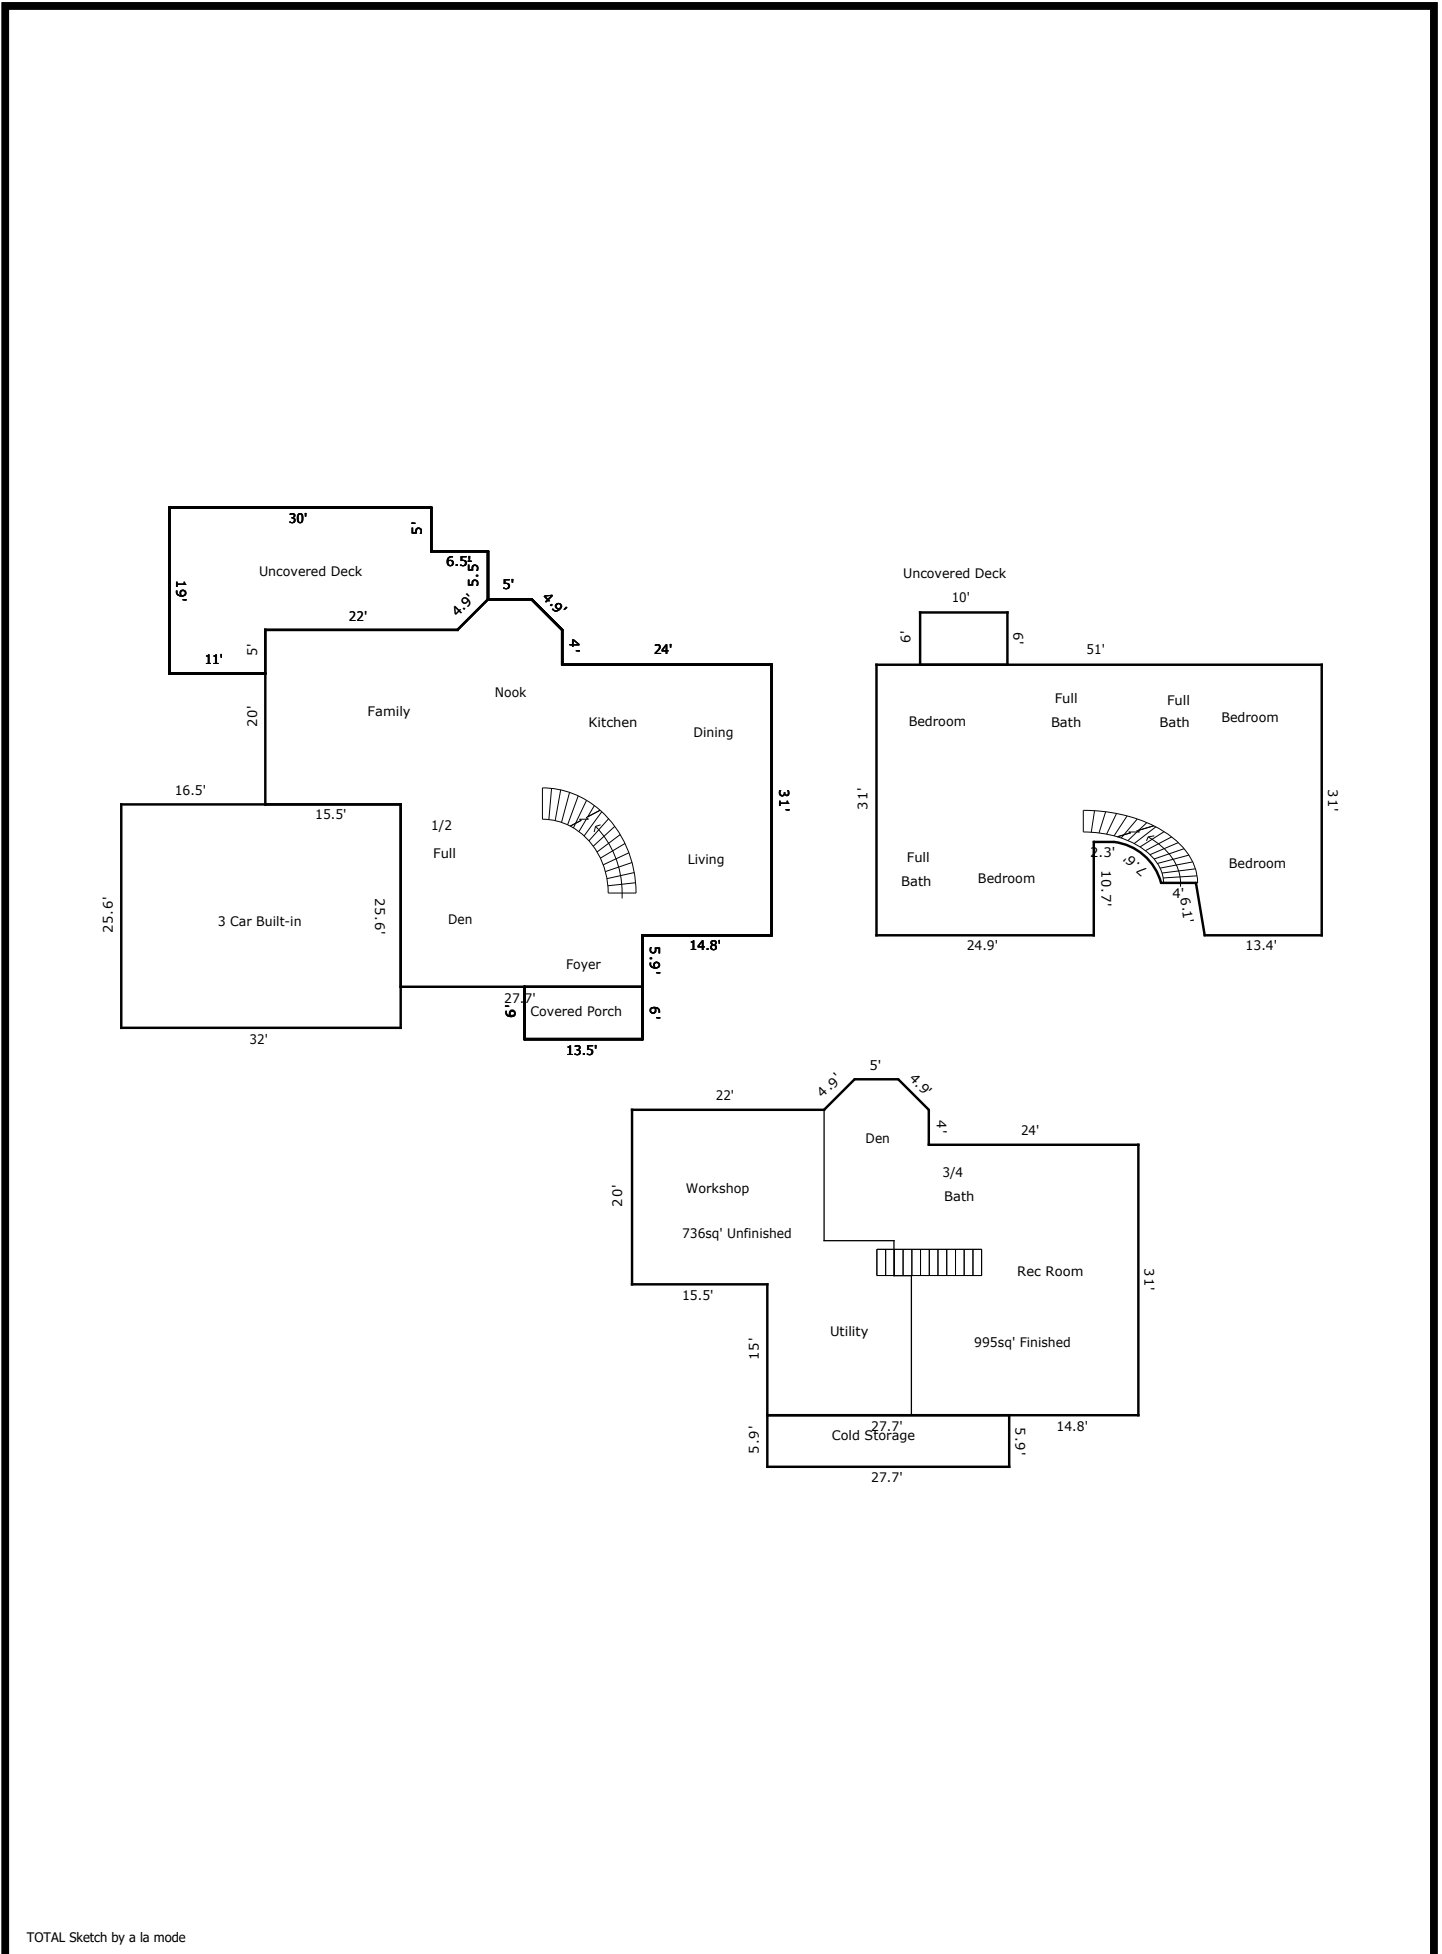 30'
5'
Uncovered Deck
6.5'
5.5'
19'
5'
4.9'
4.9'
22'
4'
5'
11'
24'
Nook
Family
Kitchen
20'
Dining
16.5'
15.5'
31'
1/2
Full
Living
25.6'
25.6'
3 Car Built-in
Den
14.8'
5.9'
Foyer
27.7'
6'
Covered Porch
6'
32'
13.5'
Uncovered Deck
10'
6'
6'
51'
Full
Bath
Full
Bath
Bedroom
Bedroom
31'
31'
2.3'
7.6'
Full
Bath
Bedroom
Bedroom
10.7'
4'
6.1'
24.9'
13.4'
5'
4.9'
4.9'
22'
4'
24'
Den
3/4
Bath
Workshop
20'
736sq' Unfinished
Rec Room
31'
15.5'
Utility
995sq' Finished
15'
27.7'
14.8'
Cold Storage
5.9'
5.9'
27.7'
TOTAL Sketch by a la mode